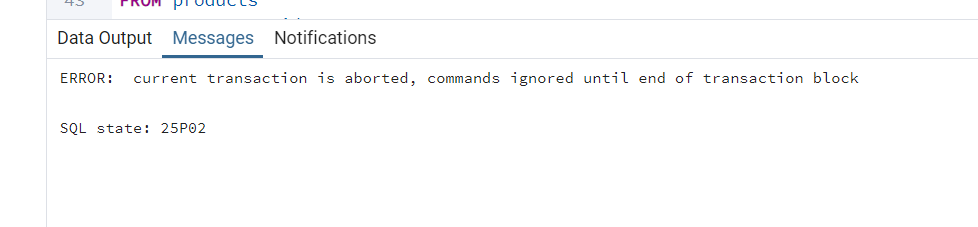 43 FROM products
Data Output Messages Notifications
ERROR:  current transaction is aborted, commands ignored until end of transaction block
SQL state: 25P02